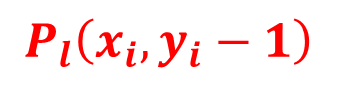 P_l(x_i, y_i − 1)